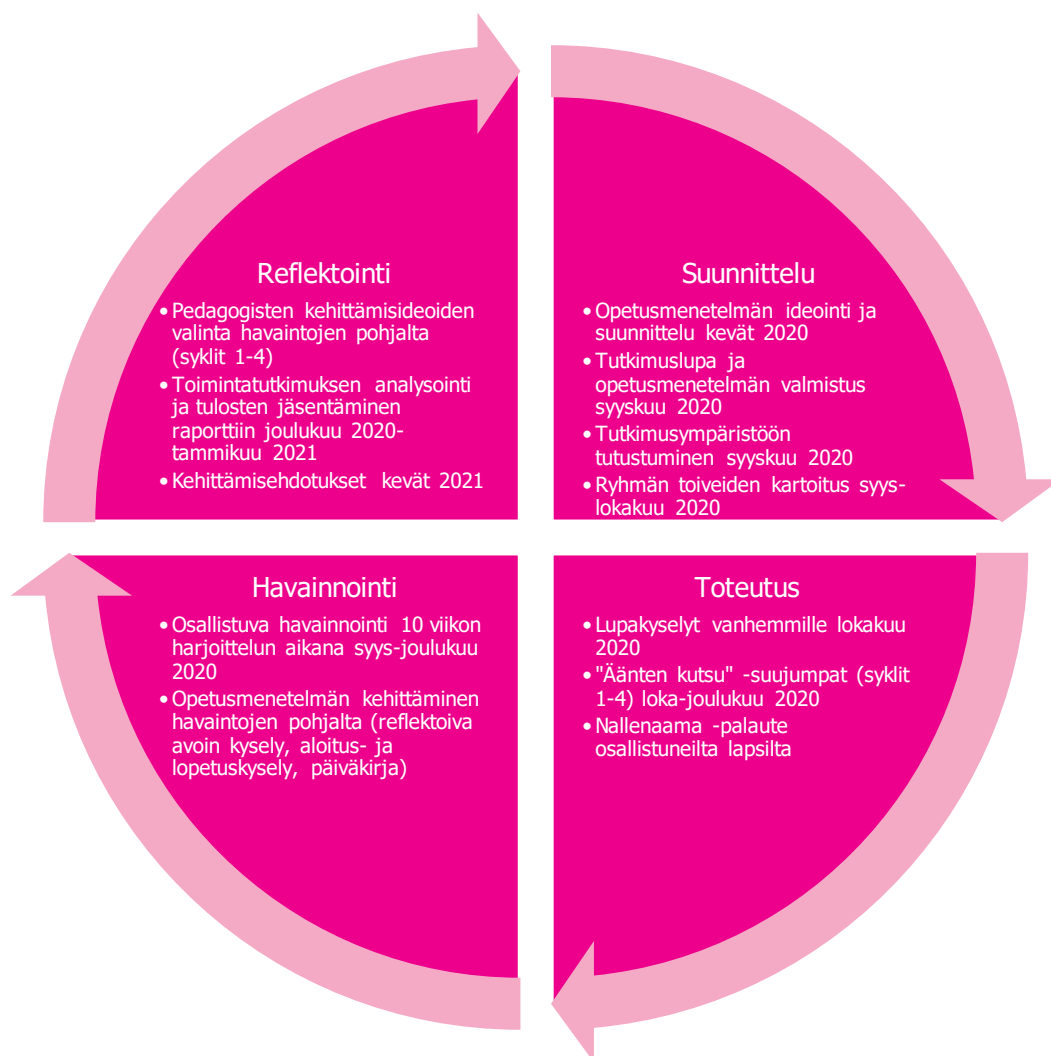 Reflektointi
• Pedagogisten kehittämisideoiden
valinta havaintojen pohjalta
(syklit 1-4)
• Toimintatutkimuksen analysointi
ja tulosten jäsentäminen
raporttiin joulukuu 2020-
tammikuu 2021
• Kehittämisehdotukset kevät 2021
Suunnittelu
• Opetusmenetelmän ideointi ja
suunnittelu kevät 2020
• Tutkimuslupa ja
opetusmenetelmän valmistus
syyskuu 2020
• Tutkimusympäristöön
tutustuminen syyskuu 2020
• Ryhmän toiveiden kartoitus syys-
lokakuu 2020
Havainnointi
• Osallistuva havainnointi 10 viikon
harjoittelun aikana syys-joulukuu
2020
• Opetusmenetelmän kehittäminen
havaintojen pohjalta (reflektoiva
avoin kysely, aloitus- ja
lopetuskysely, päiväkirja)
Toteutus
• Lupakyselyt vanhemmille lokakuu
2020
• "Äänten kutsu" -suujumpat (syklit
1-4) loka-joulukuu 2020
• Nallenaama -palaute
osallistuneilta lapsilta